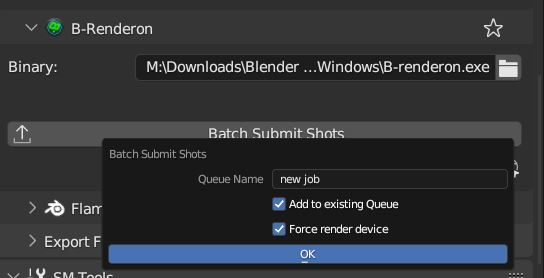 B-Renderon
Binary:
M:\Downloads\Blender ...Windows\B-renderon.exe
Batch Submit Shots
Batch Submit Shots
Queue Name
new job
Add to existing Queue
Flam
Force render device
Export F
OK
SM Tools